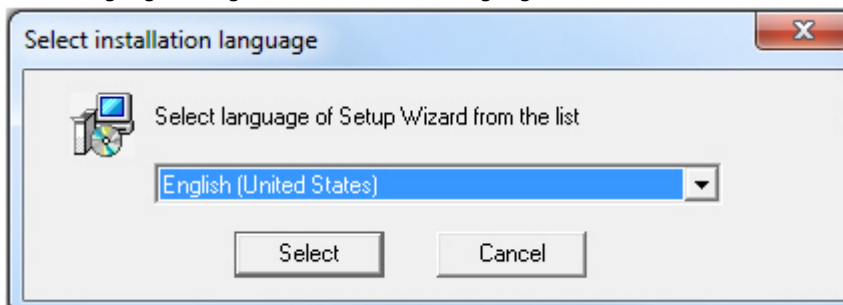 Select installation language
Select language of Setup Wizard from the list
English (United States)
Select
Cancel